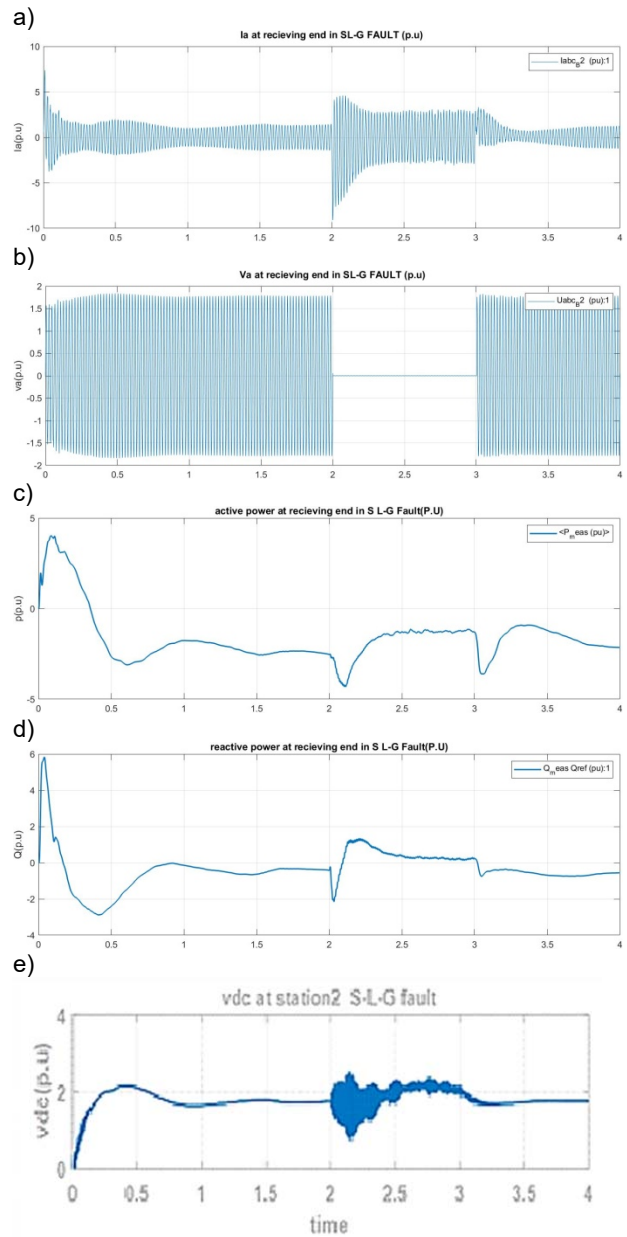 a)
Ia at recieving end in SL-G FAULT (p.u)
Iabc_B2 (pu):1
Ia(p.u)
10
5
0
-5
-10
0 0.5 1 1.5 2 2.5 3 3.5 4
b)
Va at recieving end in SL-G FAULT (p.u)
Uabc_B2 (pu):1
va(p.u)
2
1.5
1
0.5
0
-0.5
-1
-1.5
-2
0 0.5 1 1.5 2 2.5 3 3.5 4
c)
active power at recieving end in S L-G Fault(P.U)
<P_meas (pu)>
p(p.u)
5
0
-5
0 0.5 1 1.5 2 2.5 3 3.5 4
d)
reactive power at recieving end in S L-G Fault(P.U)
Q_meas Qref (pu):1
Q(p.u)
6
4
2
0
-2
-4
0 0.5 1 1.5 2 2.5 3 3.5 4
e)
vdc at station2 S-L-G fault
vdc(p.u)
4
2
0
0 0.5 1 1.5 2 2.5 3 3.5 4
time